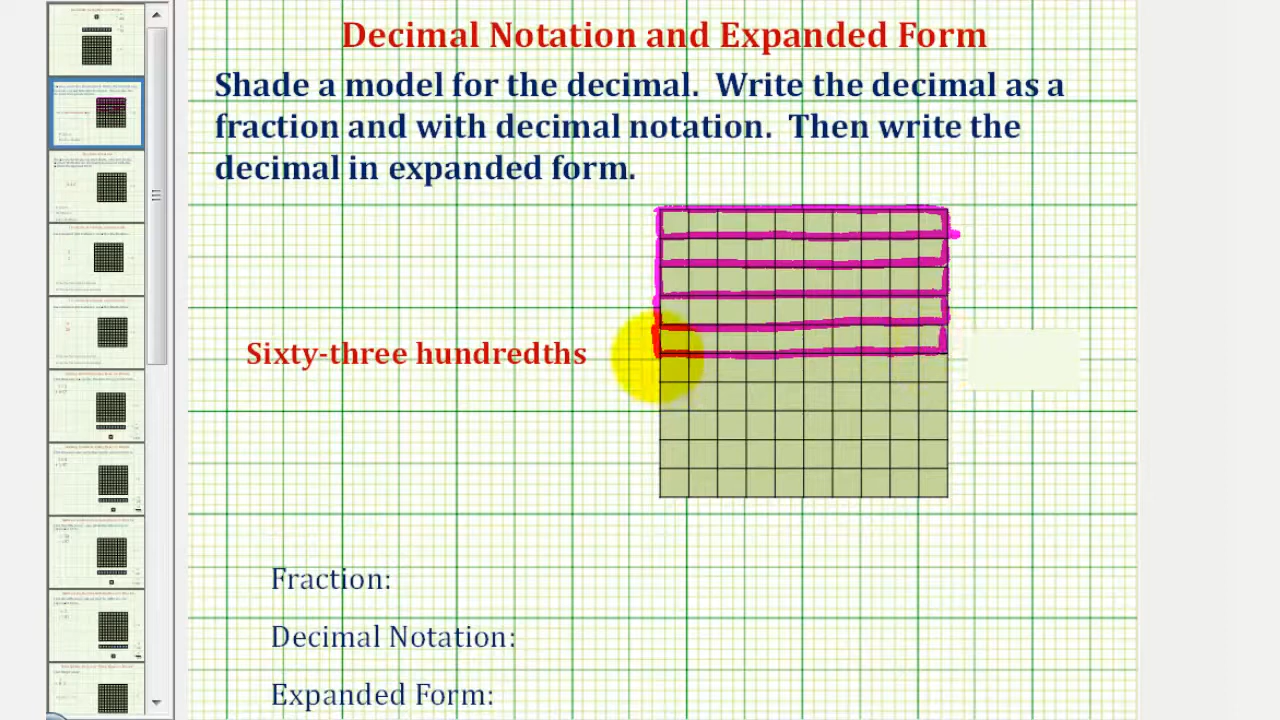 Decimal Notation and Expanded Form
Shade a model for the decimal. Write the decimal as a
fraction and with decimal notation. Then write the
decimal in expanded form.
Sixty-three hundredths
Fraction:
Decimal Notation:
Expanded Form: